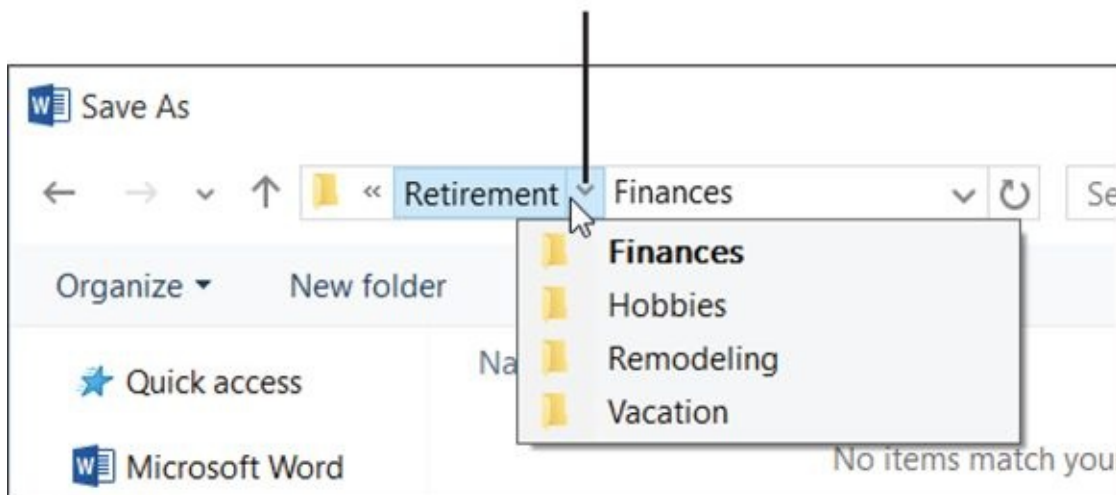 Save As
« Retirement Finances Se
Organize New folder
Finances
Hobbies
Remodeling
Vacation
Quick access
Na
Microsoft Word
No items match you